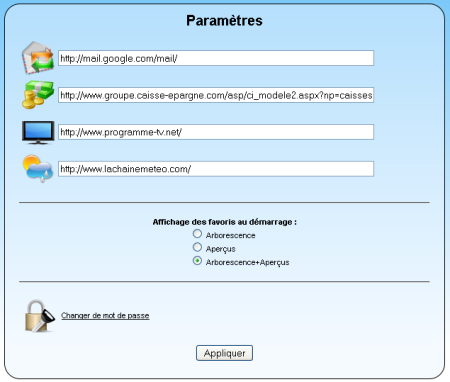 Paramètres
http://mail.google.com/mail/
http://www.groupe.caisse-epargne.com/asp/ci_modele2.aspx?np=caisses
http://www.programme-tv.net/
http://www.lachainemeteo.com/
Affichage des favoris au démarrage :
Arborescence
Aperçus
Arborescence+Aperçus
Changer de mot de passe
Appliquer